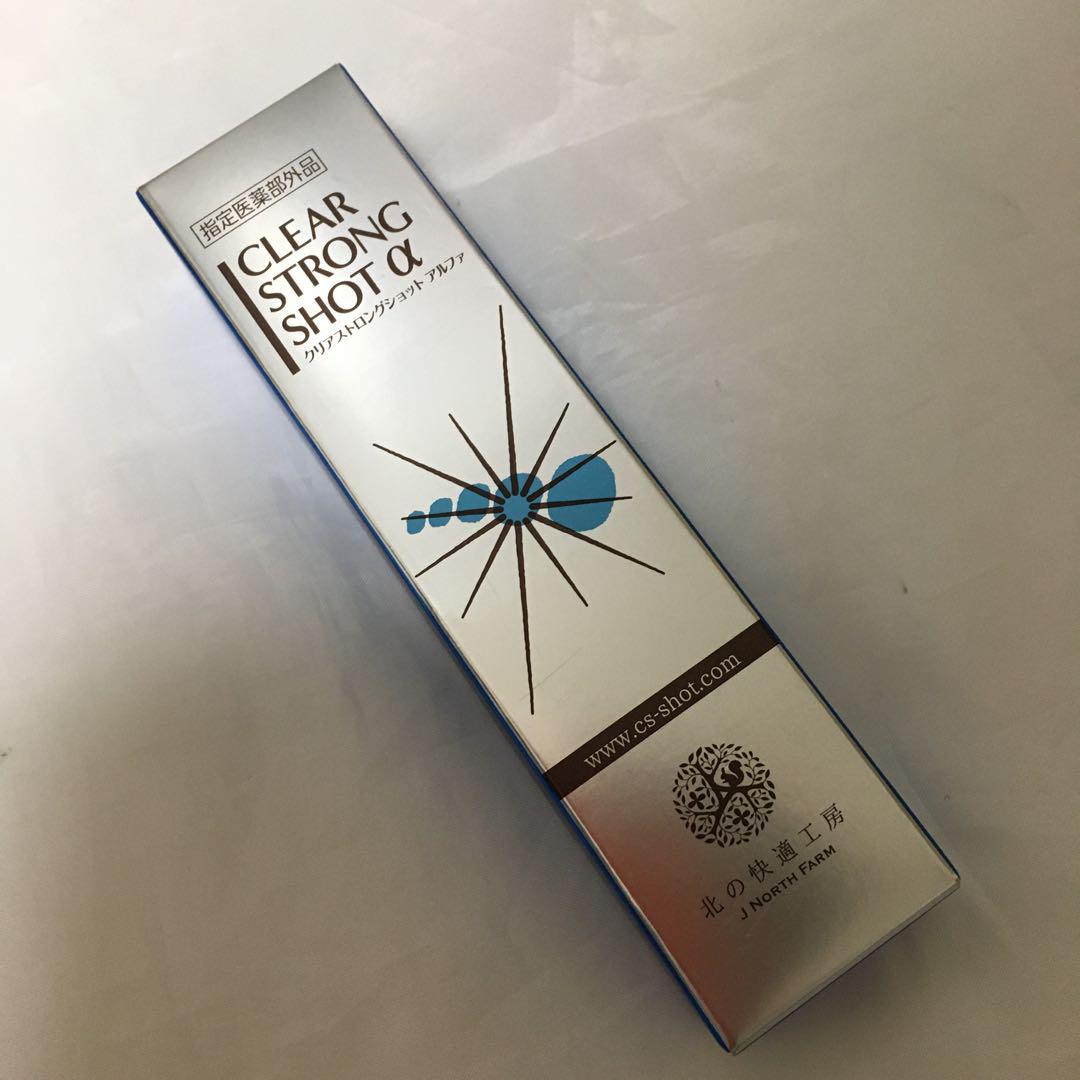 指定医薬部外品
CLEAR
STRONG
SHOT α
クリアストロングショット アルファ
www.cs-shot.com
北の快適工房
J NORTH FARM